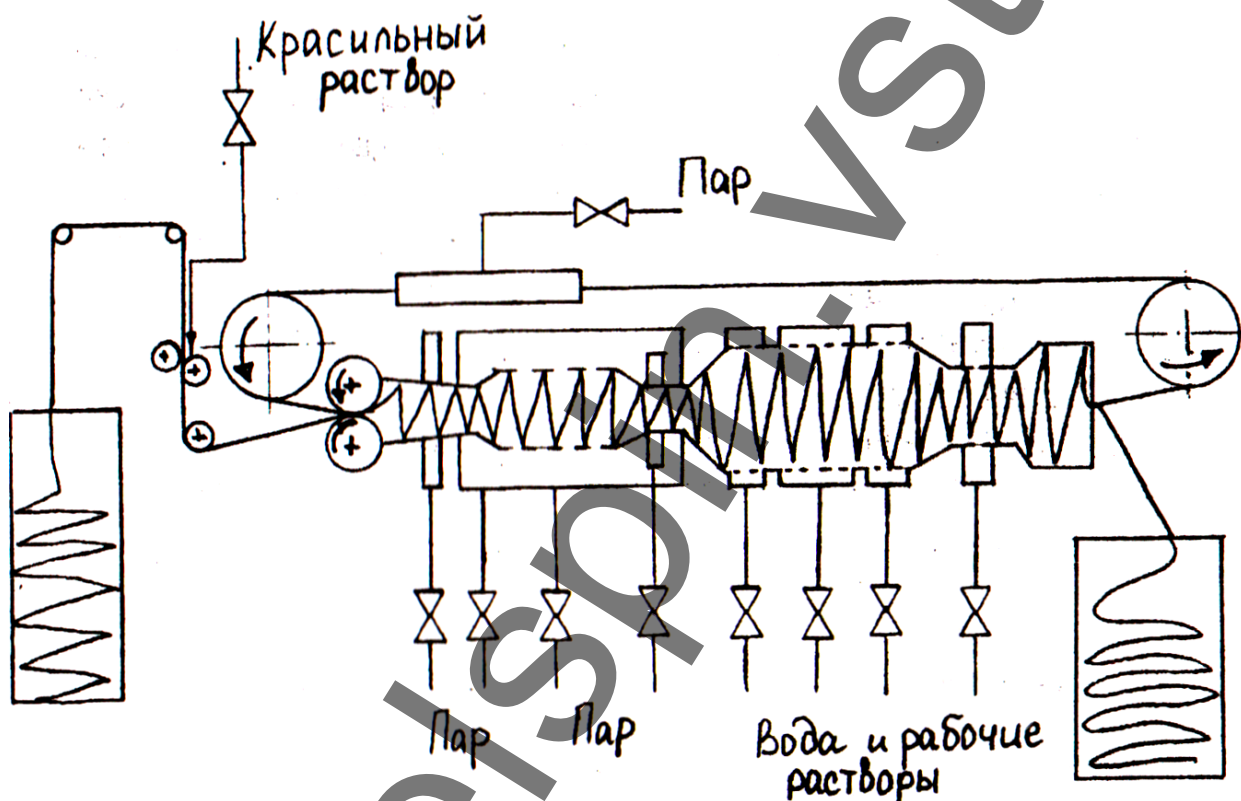 Красильный
раствор
Пар
Пар
Пар
Вода и рабочие
растворы